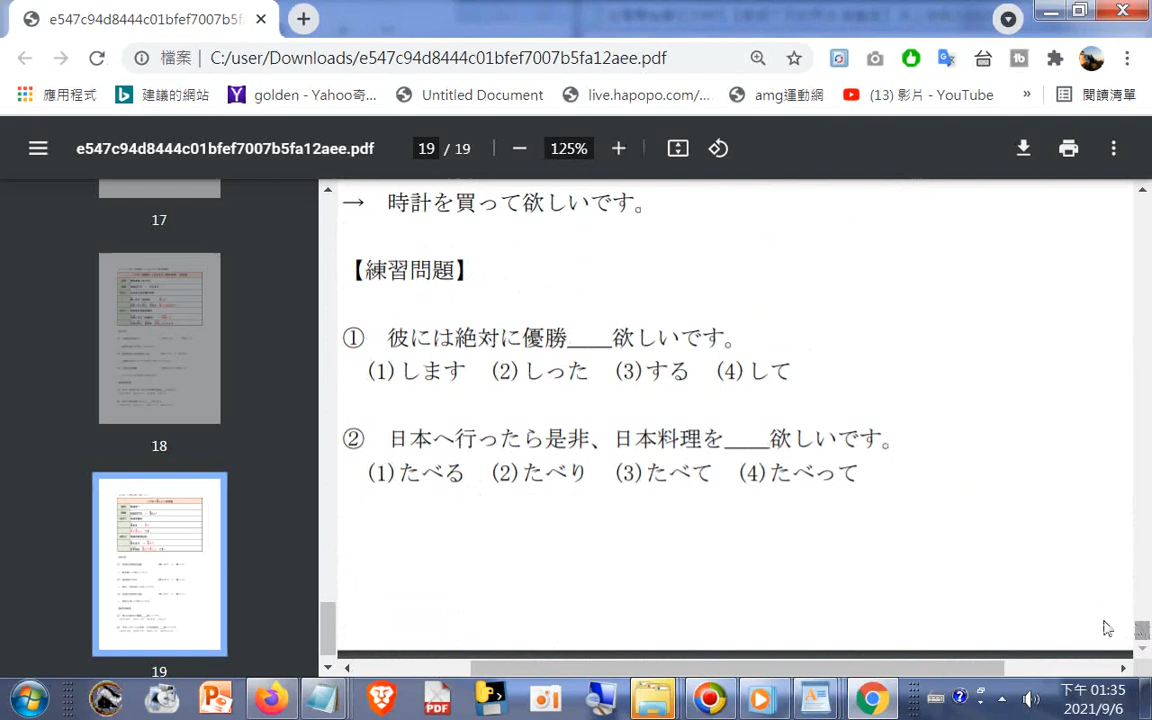 e547c94d8444c01bfef7007b5f
檔案 | C:/user/Downloads/e547c94d8444c01bfef7007b5fa12aee.pdf
應用程式 建議的網站 golden - Yahoo奇... Untitled Document live.hapopo.com/... amg運動網 (13) 影片 - YouTube » 閱讀清單
e547c94d8444c01bfef7007b5fa12aee.pdf 19 / 19 125%
17
18
19
→ 時計を買って欲しいです。
【練習問題】
① 彼には絶対に優勝____欲しいです。
(1)します (2)しった (3)する (4)して
② 日本へ行ったら是非、日本料理を____欲しいです。
(1)たべる (2)たべり (3)たべて (4)たべって
下午 01:35
2021/9/6